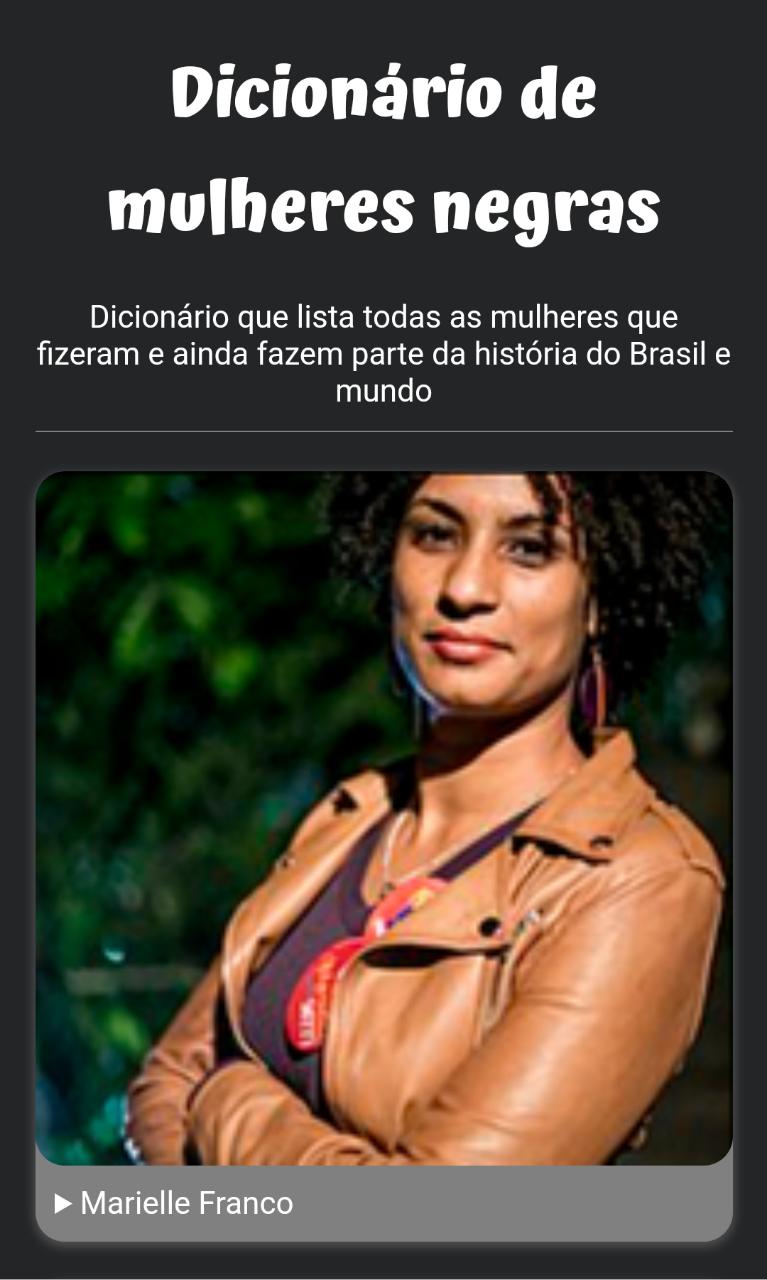 Dicionário de
mulheres negras
Dicionário que lista todas as mulheres que
fizeram e ainda fazem parte da história do Brasil e
mundo
Marielle Franco